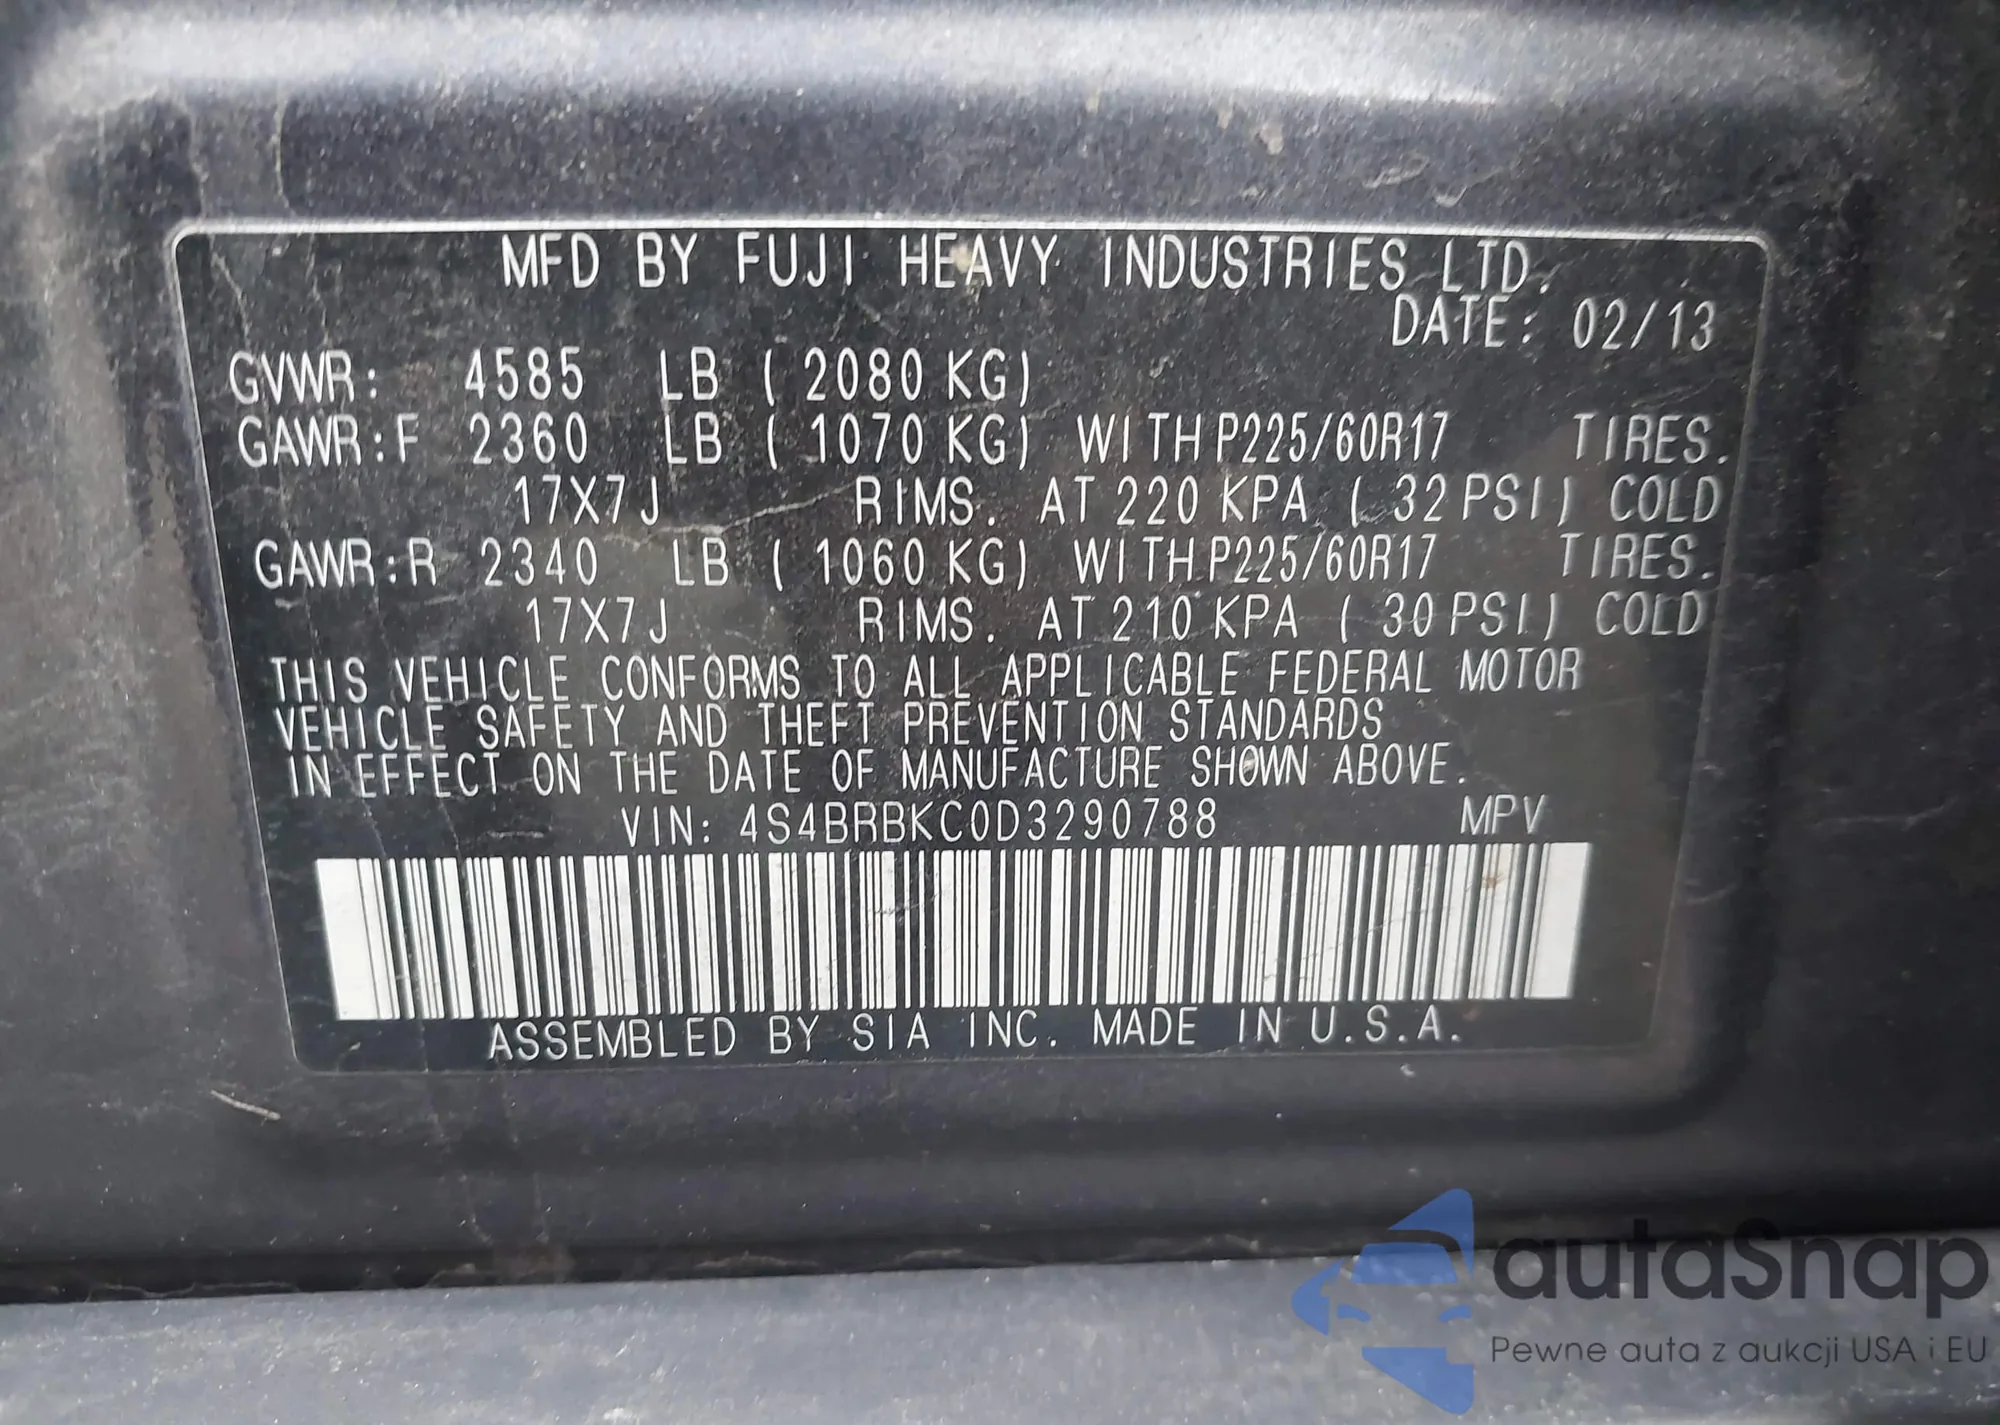 MFD BY FUJI HEAVY INDUSTRIES LTD.
DATE: 02/13
GVWR: 4585 LB ( 2080 KG)
GAWR:F 2360 LB ( 1070 KG) WITH P225/60R17 TIRES.
17X7J RIMS. AT 220 KPA ( 32 PSI) COLD
GAWR:R 2340 LB ( 1060 KG) WITH P225/60R17 TIRES.
17X7J RIMS. AT 210 KPA ( 30 PSI) COLD
THIS VEHICLE CONFORMS TO ALL APPLICABLE FEDERAL MOTOR
VEHICLE SAFETY AND THEFT PREVENTION STANDARDS
IN EFFECT ON THE DATE OF MANUFACTURE SHOWN ABOVE.
VIN: 4S4BRBKC0D3290788 MPV
ASSEMBLED BY SIA INC. MADE IN U.S.A.
autaSnap
Pewne auta z aukcji USA i EU